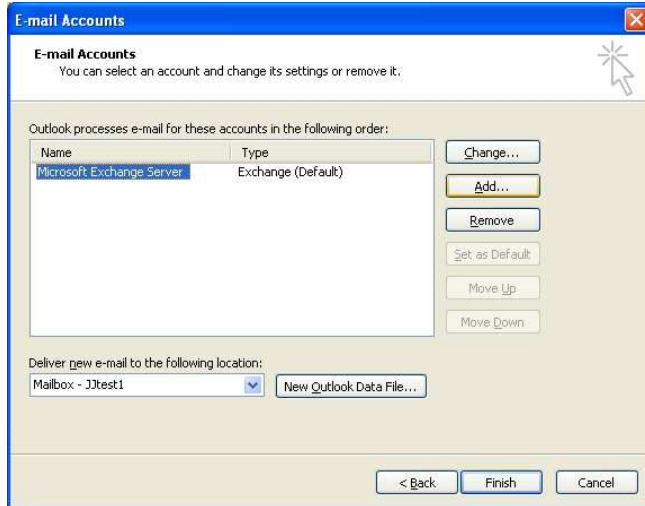 E-mail Accounts
E-mail Accounts
You can select an account and change its settings or remove it.
Outlook processes e-mail for these accounts in the following order:
Name Type
Microsoft Exchange Server Exchange (Default)
Change...
Add...
Remove
Set as Default
Move Up
Move Down
Deliver new e-mail to the following location:
Mailbox - JJtest1 New Outlook Data File...
< Back Finish Cancel